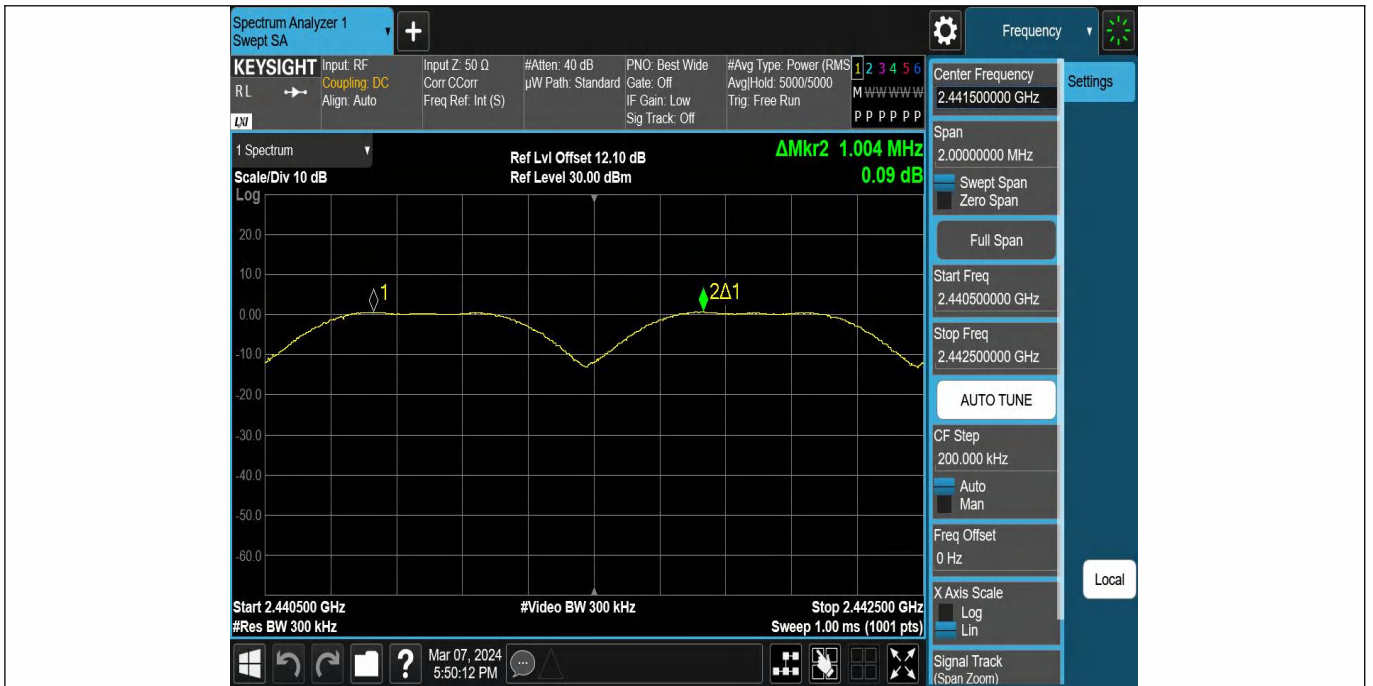 Spectrum Analyzer 1
Swept SA
+
Frequency
KEYSIGHT
RL
LXI
Input: RF
Coupling: DC
Align: Auto
Input Z: 50 Ω
Corr CCorr
Freq Ref: Int (S)
#Atten: 40 dB
µW Path: Standard
PNO: Best Wide
Gate: Off
IF Gain: Low
Sig Track: Off
#Avg Type: Power (RMS
Avg|Hold: 5000/5000
Trig: Free Run
1 2 3 4 5 6
M W W W W W
P P P P P P
1 Spectrum
Scale/Div 10 dB
Log
Ref Lvl Offset 12.10 dB
Ref Level 30.00 dBm
ΔMkr2 1.004 MHz
0.09 dB
20.0
10.0
0.00
-10.0
-20.0
-30.0
-40.0
-50.0
-60.0
1
2Δ1
Start 2.440500 GHz
#Res BW 300 kHz
#Video BW 300 kHz
Stop 2.442500 GHz
Sweep 1.00 ms (1001 pts)
Center Frequency
2.441500000 GHz
Settings
Span
2.00000000 MHz
Swept Span
Zero Span
Full Span
Start Freq
2.440500000 GHz
Stop Freq
2.442500000 GHz
AUTO TUNE
CF Step
200.000 kHz
Auto
Man
Freq Offset
0 Hz
Local
X Axis Scale
Log
Lin
Signal Track
(Span Zoom)
?
Mar 07, 2024
5:50:12 PM